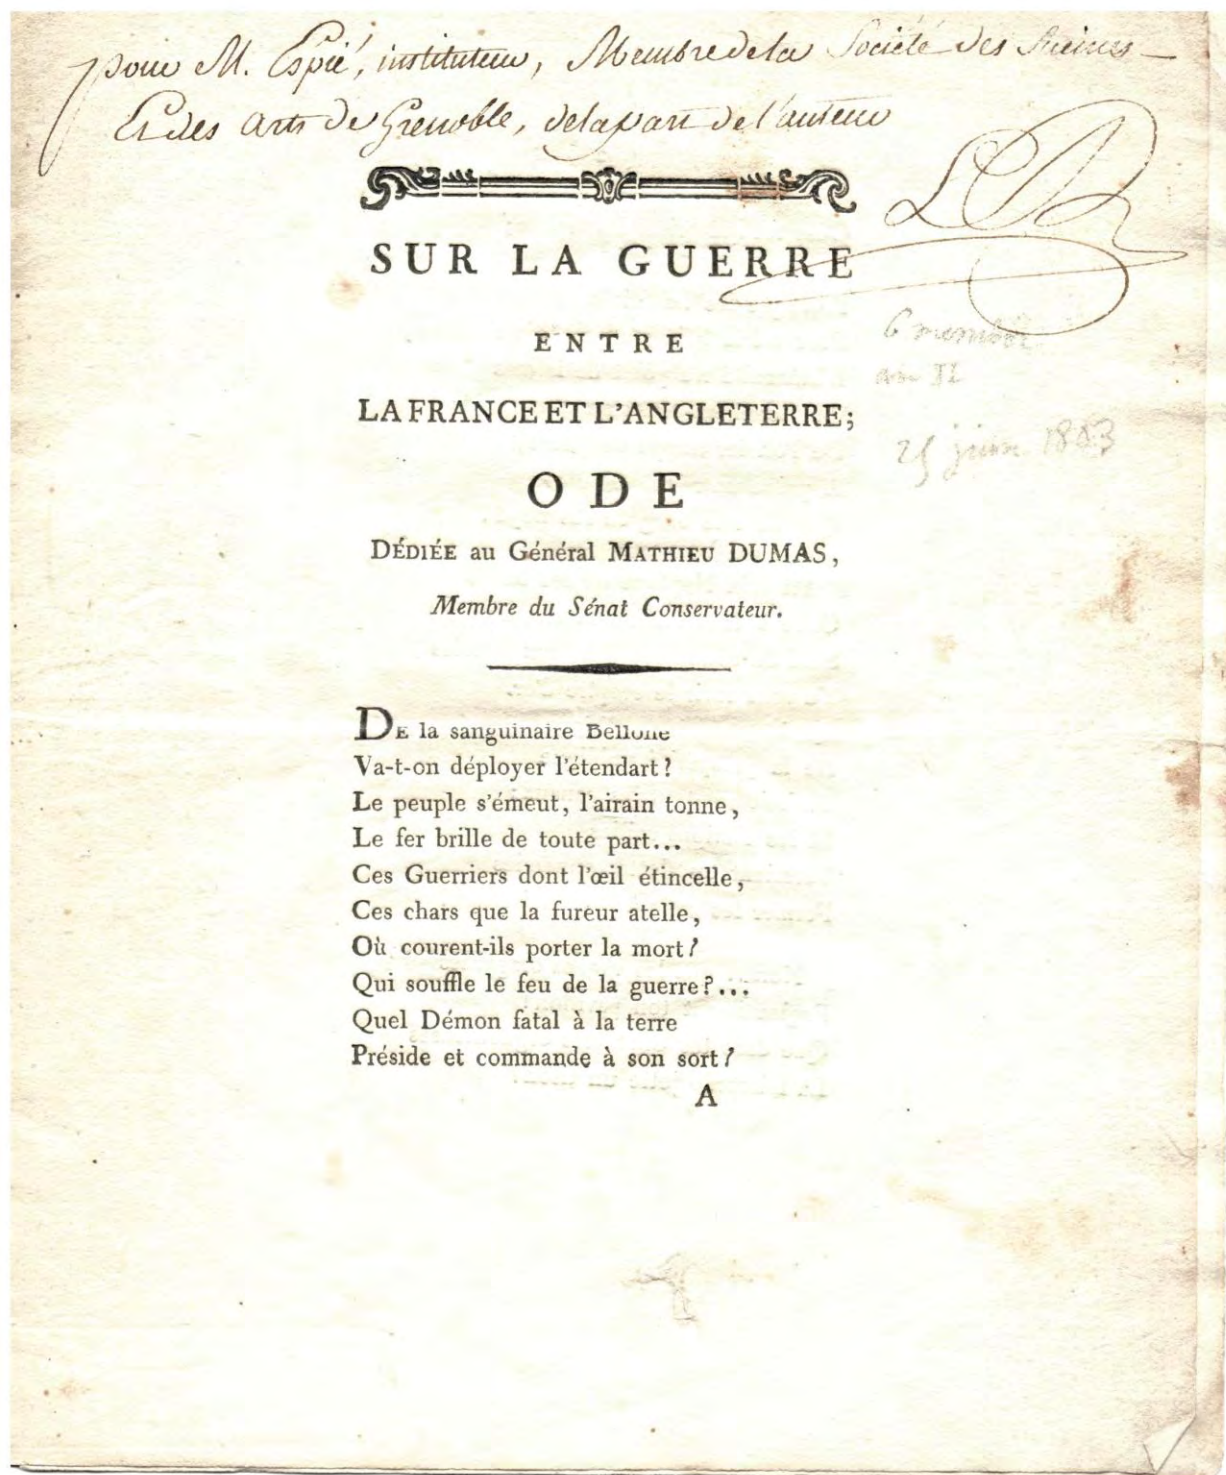 pour M. Espié, instituteur, Membre de la Société des Sciences
Et des arts de Grenoble, de la part de l'auteur
SUR LA GUERRE
ENTRE
LA FRANCE ET L'ANGLETERRE;
ODE
DÉDIÉE au Général MATHIEU DUMAS,
Membre du Sénat Conservateur.
6 messidor
an II
25 juin 1803
DE la sanguinaire Bellone
Va-t-on déployer l'étendart?
Le peuple s'émeut, l'airain tonne,
Le fer brille de toute part...
Ces Guerriers dont l'œil étincelle,
Ces chars que la fureur atelle,
Où courent-ils porter la mort?
Qui souffle le feu de la guerre?...
Quel Démon fatal à la terre
Préside et commande à son sort?
A